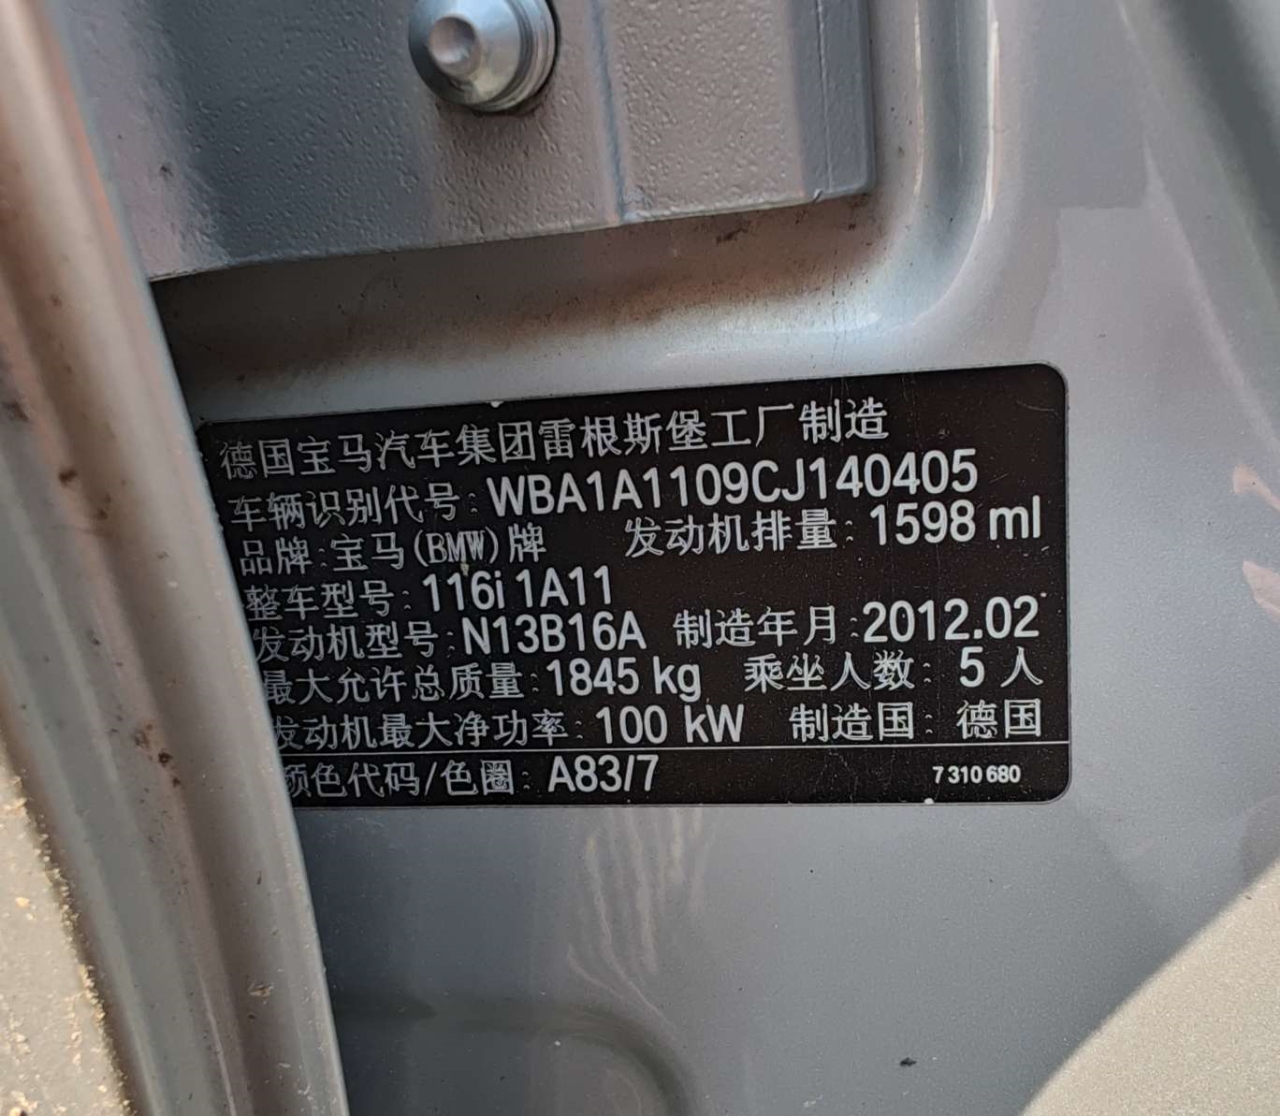 德国宝马汽车集团雷根斯堡工厂制造
车辆识别代号: WBA1A1109CJ140405
品牌: 宝马(BMW)牌 发动机排量: 1598 ml
整车型号: 116i 1A11
发动机型号: N13B16A 制造年月: 2012.02
最大允许总质量: 1845 kg 乘坐人数: 5 人
发动机最大净功率: 100 kW 制造国: 德国
颜色代码/色圈: A83/7 7 310 680